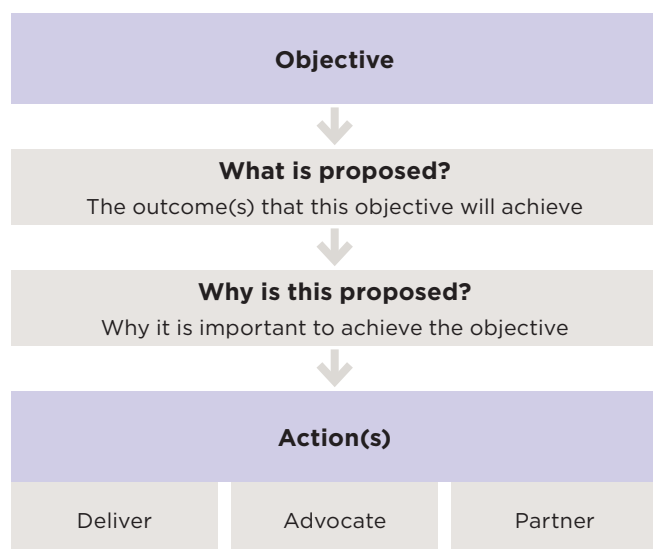 Objective
What is proposed?
The outcome(s) that this objective will achieve
Why is this proposed?
Why it is important to achieve the objective
Action(s)
Deliver
Advocate
Partner